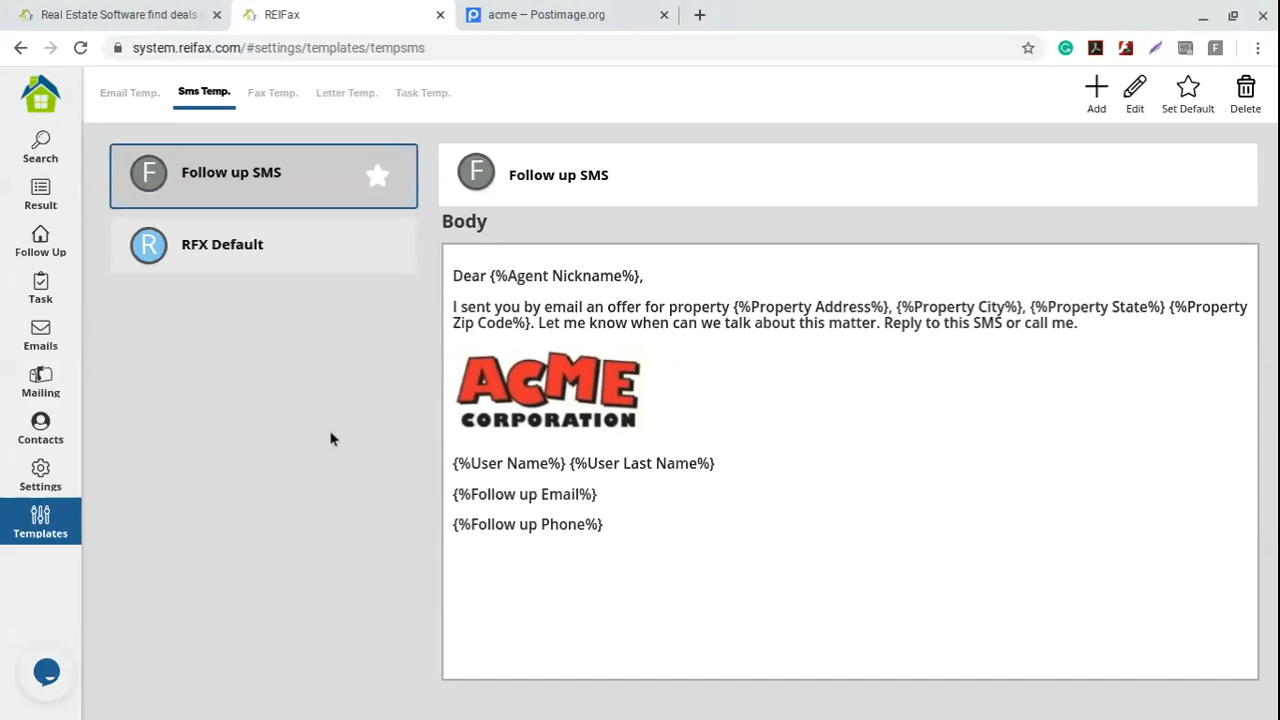 Real Estate Software find deals
REIFax
acme — Postimage.org
system.reifax.com/#settings/templates/tempsms
Email Temp.
Sms Temp.
Fax Temp.
Letter Temp.
Task Temp.
Add
Edit
Set Default
Delete
Search
Result
Follow Up
Task
Emails
Mailing
Contacts
Settings
Templates
F
Follow up SMS
R
RFX Default
F
Follow up SMS
Body
Dear {%Agent Nickname%},
I sent you by email an offer for property {%Property Address%}, {%Property City%}, {%Property State%} {%Property
Zip Code%}. Let me know when can we talk about this matter. Reply to this SMS or call me.
ACME
CORPORATION
{%User Name%} {%User Last Name%}
{%Follow up Email%}
{%Follow up Phone%}